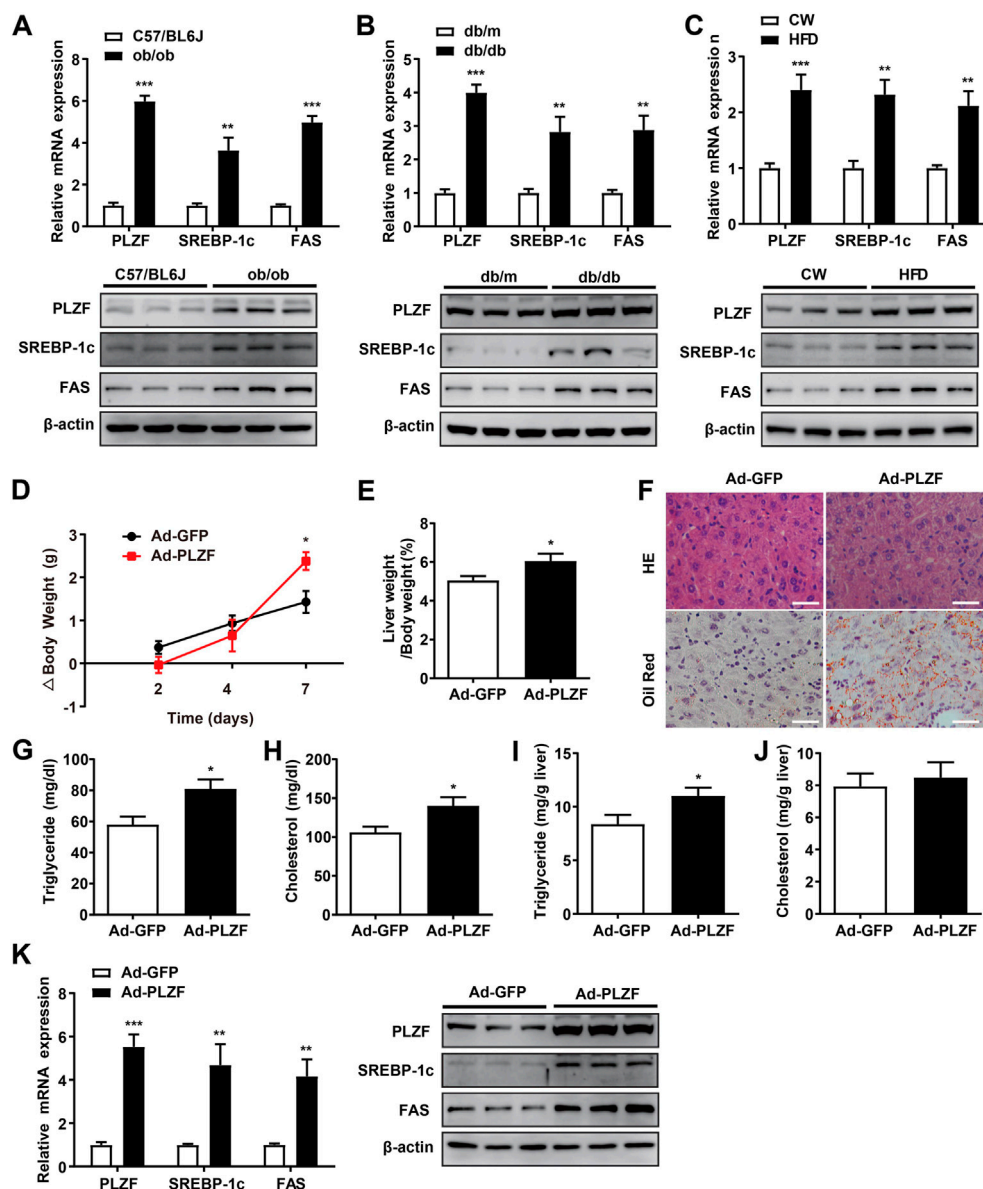 A
C57/BL6J
ob/ob
Relative mRNA expression
8
6
4
2
0
***
**
***
PLZF
SREBP-1c
FAS
C57/BL6J
ob/ob
PLZF
SREBP-1c
FAS
β-actin
B
db/m
db/db
Relative mRNA expression
5
4
3
2
1
0
***
**
**
PLZF
SREBP-1c
FAS
db/m
db/db
PLZF
SREBP-1c
FAS
β-actin
C
CW
HFD
Relative mRNA expression
3
2
1
0
***
**
**
PLZF
SREBP-1c
FAS
CW
HFD
PLZF
SREBP-1c
FAS
β-actin
D
Ad-GFP
Ad-PLZF
△ Body Weight (g)
3
2
1
0
-1
*
2
4
7
Time (days)
E
Liver weight
/Body weight (%)
8
6
4
2
0
*
Ad-GFP
Ad-PLZF
F
Ad-GFP
Ad-PLZF
HE
Oil Red
G
Triglyceride (mg/dl)
100
80
60
40
20
0
*
Ad-GFP
Ad-PLZF
H
Cholesterol (mg/dl)
200
150
100
50
0
*
Ad-GFP
Ad-PLZF
I
Triglyceride (mg/g liver)
15
10
5
0
*
Ad-GFP
Ad-PLZF
J
Cholesterol (mg/g liver)
10
8
6
4
2
0
Ad-GFP
Ad-PLZF
K
Ad-GFP
Ad-PLZF
Relative mRNA expression
8
6
4
2
0
***
**
**
PLZF
SREBP-1c
FAS
Ad-GFP
Ad-PLZF
PLZF
SREBP-1c
FAS
β-actin